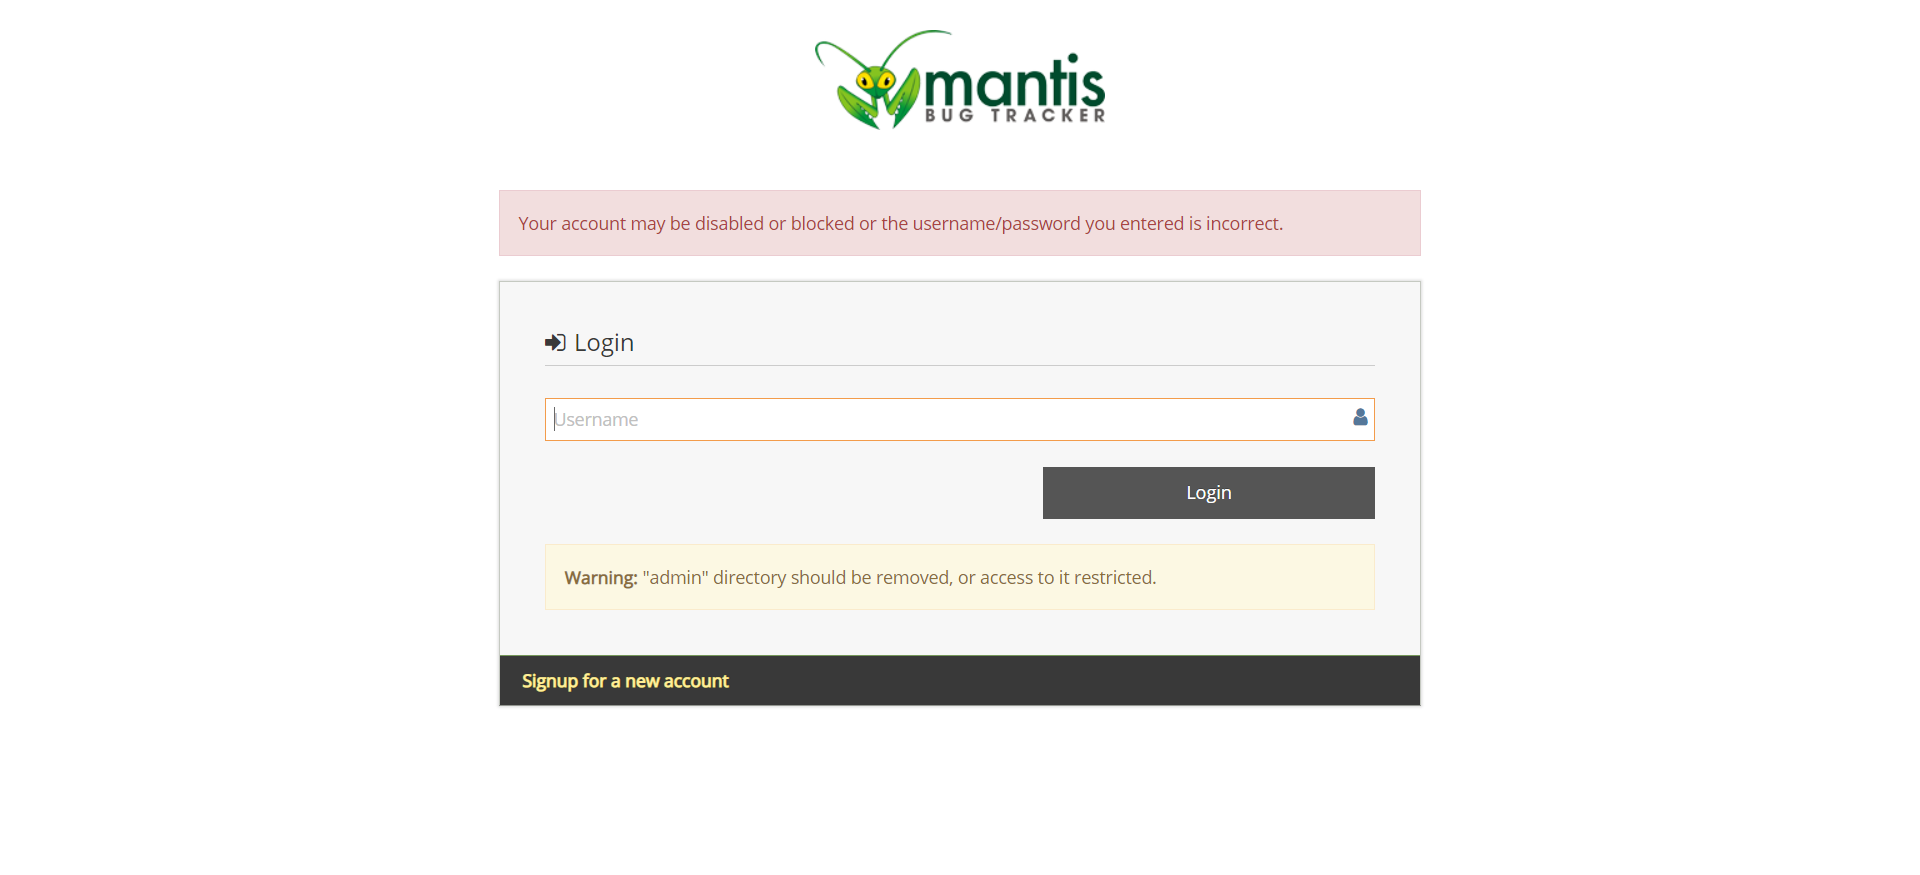 mantis
BUG TRACKER
Your account may be disabled or blocked or the username/password you entered is incorrect.
Login
Username
Login
Warning: "admin" directory should be removed, or access to it restricted.
Signup for a new account